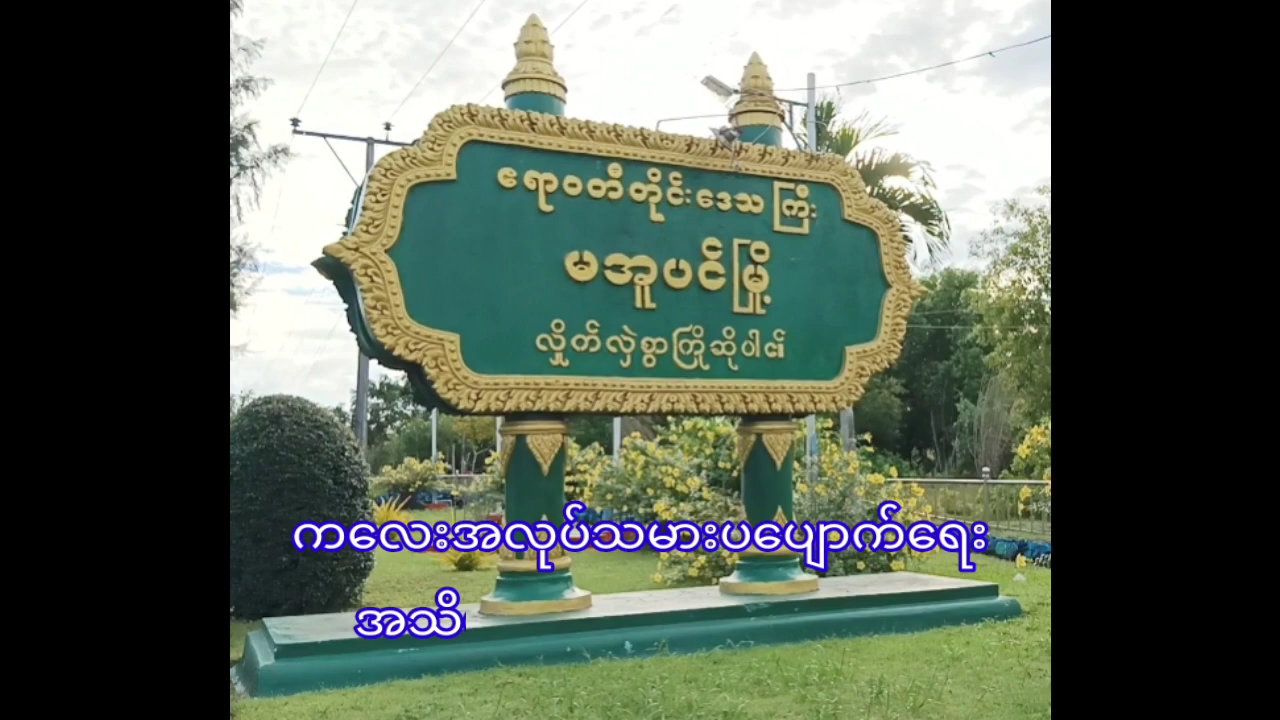 ဧရာဝတီတိုင်းဒေသကြီး
မအူပင်မြို့
လှိုက်လှဲစွာကြိုဆိုပါ၏
ကလေးအလုပ်သမားပပျောက်ရေး
အသိ